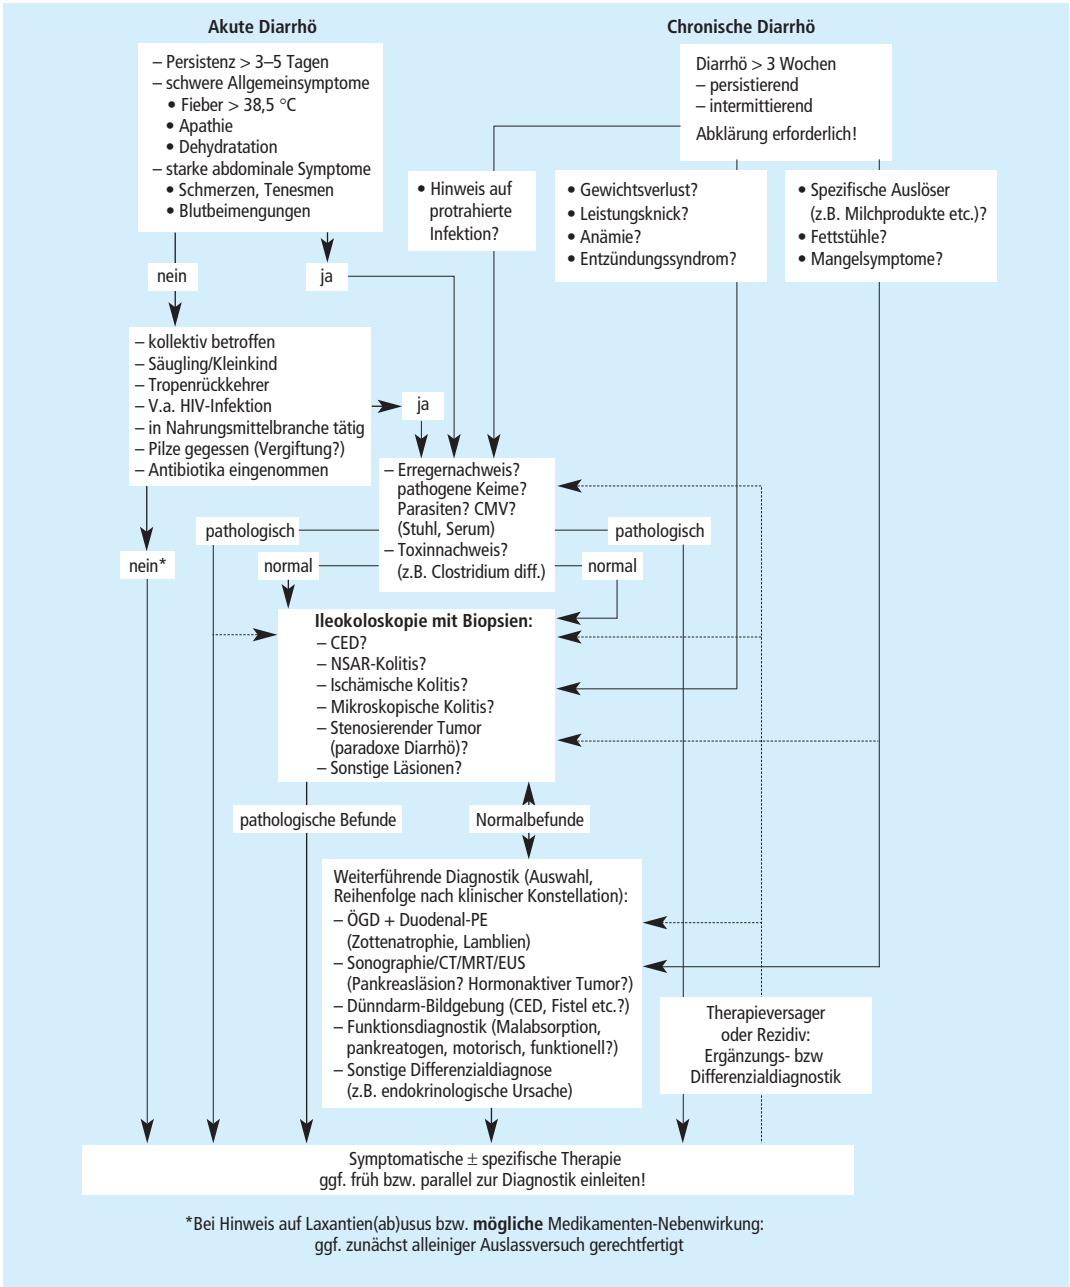 Akute Diarrhö
– Persistenz > 3–5 Tagen
– schwere Allgemeinsymptome
• Fieber > 38,5 °C
• Apathie
• Dehydratation
– starke abdominale Symptome
• Schmerzen, Tenesmen
• Blutbeimengungen
Chronische Diarrhö
Diarrhö > 3 Wochen
– persistierend
– intermittierend
Abklärung erforderlich!
• Hinweis auf
protrahierte
Infektion?
• Gewichtsverlust?
• Leistungsknick?
• Anämie?
• Entzündungssyndrom?
• Spezifische Auslöser
(z.B. Milchprodukte etc.)?
• Fettstühle?
• Mangelsymptome?
nein
ja
– kollektiv betroffen
– Säugling/Kleinkind
– Tropenrückkehrer
– V.a. HIV-Infektion
– in Nahrungsmittelbranche tätig
– Pilze gegessen (Vergiftung?)
– Antibiotika eingenommen
ja
– Erregernachweis?
pathogene Keime?
Parasiten? CMV?
(Stuhl, Serum)
– Toxinnachweis?
(z.B. Clostridium diff.)
pathologisch
pathologisch
nein*
normal
normal
Ileokoloskopie mit Biopsien:
– CED?
– NSAR-Kolitis?
– Ischämische Kolitis?
– Mikroskopische Kolitis?
– Stenosierender Tumor
(paradoxe Diarrhö)?
– Sonstige Läsionen?
pathologische Befunde
Normalbefunde
Weiterführende Diagnostik (Auswahl,
Reihenfolge nach klinischer Konstellation):
– ÖGD + Duodenal-PE
(Zottenatrophie, Lamblien)
– Sonographie/CT/MRT/EUS
(Pankreasläsion? Hormonaktiver Tumor?)
– Dünndarm-Bildgebung (CED, Fistel etc.?)
– Funktionsdiagnostik (Malabsorption,
pankreatogen, motorisch, funktionell?)
– Sonstige Differenzialdiagnose
(z.B. endokrinologische Ursache)
Therapieversager
oder Rezidiv:
Ergänzungs- bzw
Differenzialdiagnostik
Symptomatische ± spezifische Therapie
ggf. früh bzw. parallel zur Diagnostik einleiten!
*Bei Hinweis auf Laxantien(ab)usus bzw. mögliche Medikamenten-Nebenwirkung:
ggf. zunächst alleiniger Auslassversuch gerechtfertigt